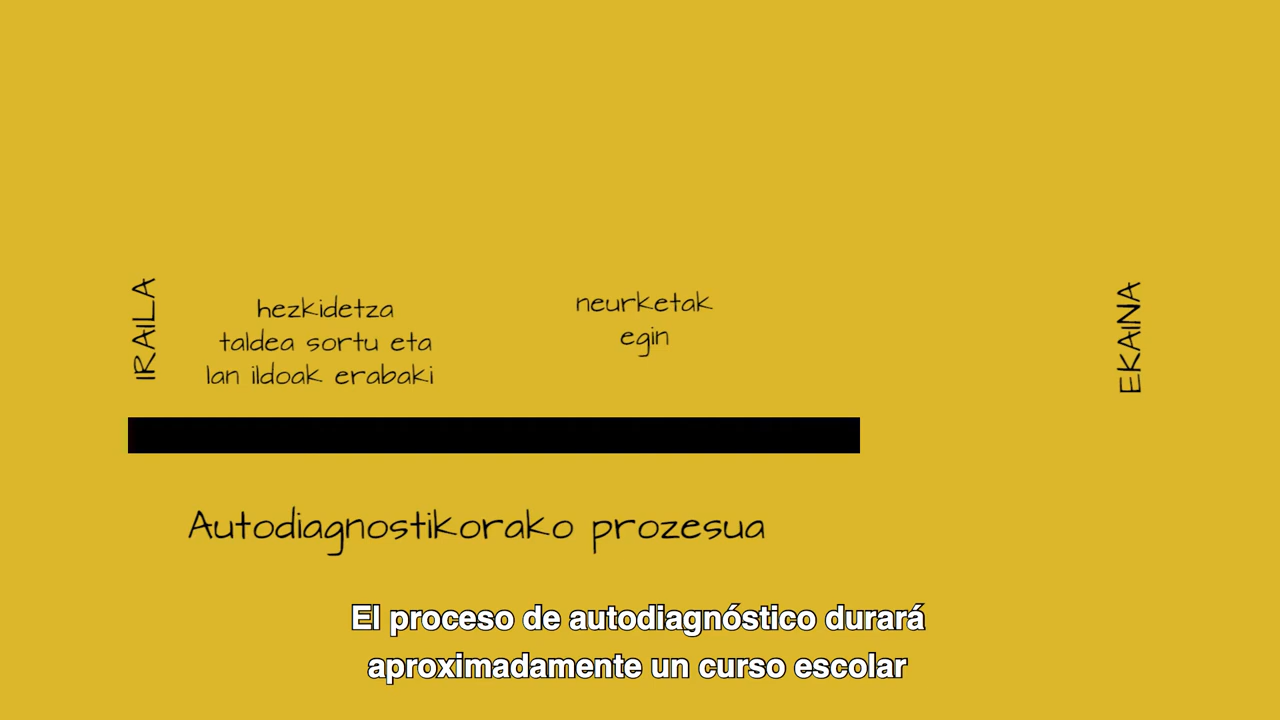 IRAILA
hezkidetza
taldea sortu eta
lan ildoak erabaki
neurketak
egin
EKAINA
Autodiagnostikorako prozesua
El proceso de autodiagnóstico durará
aproximadamente un curso escolar